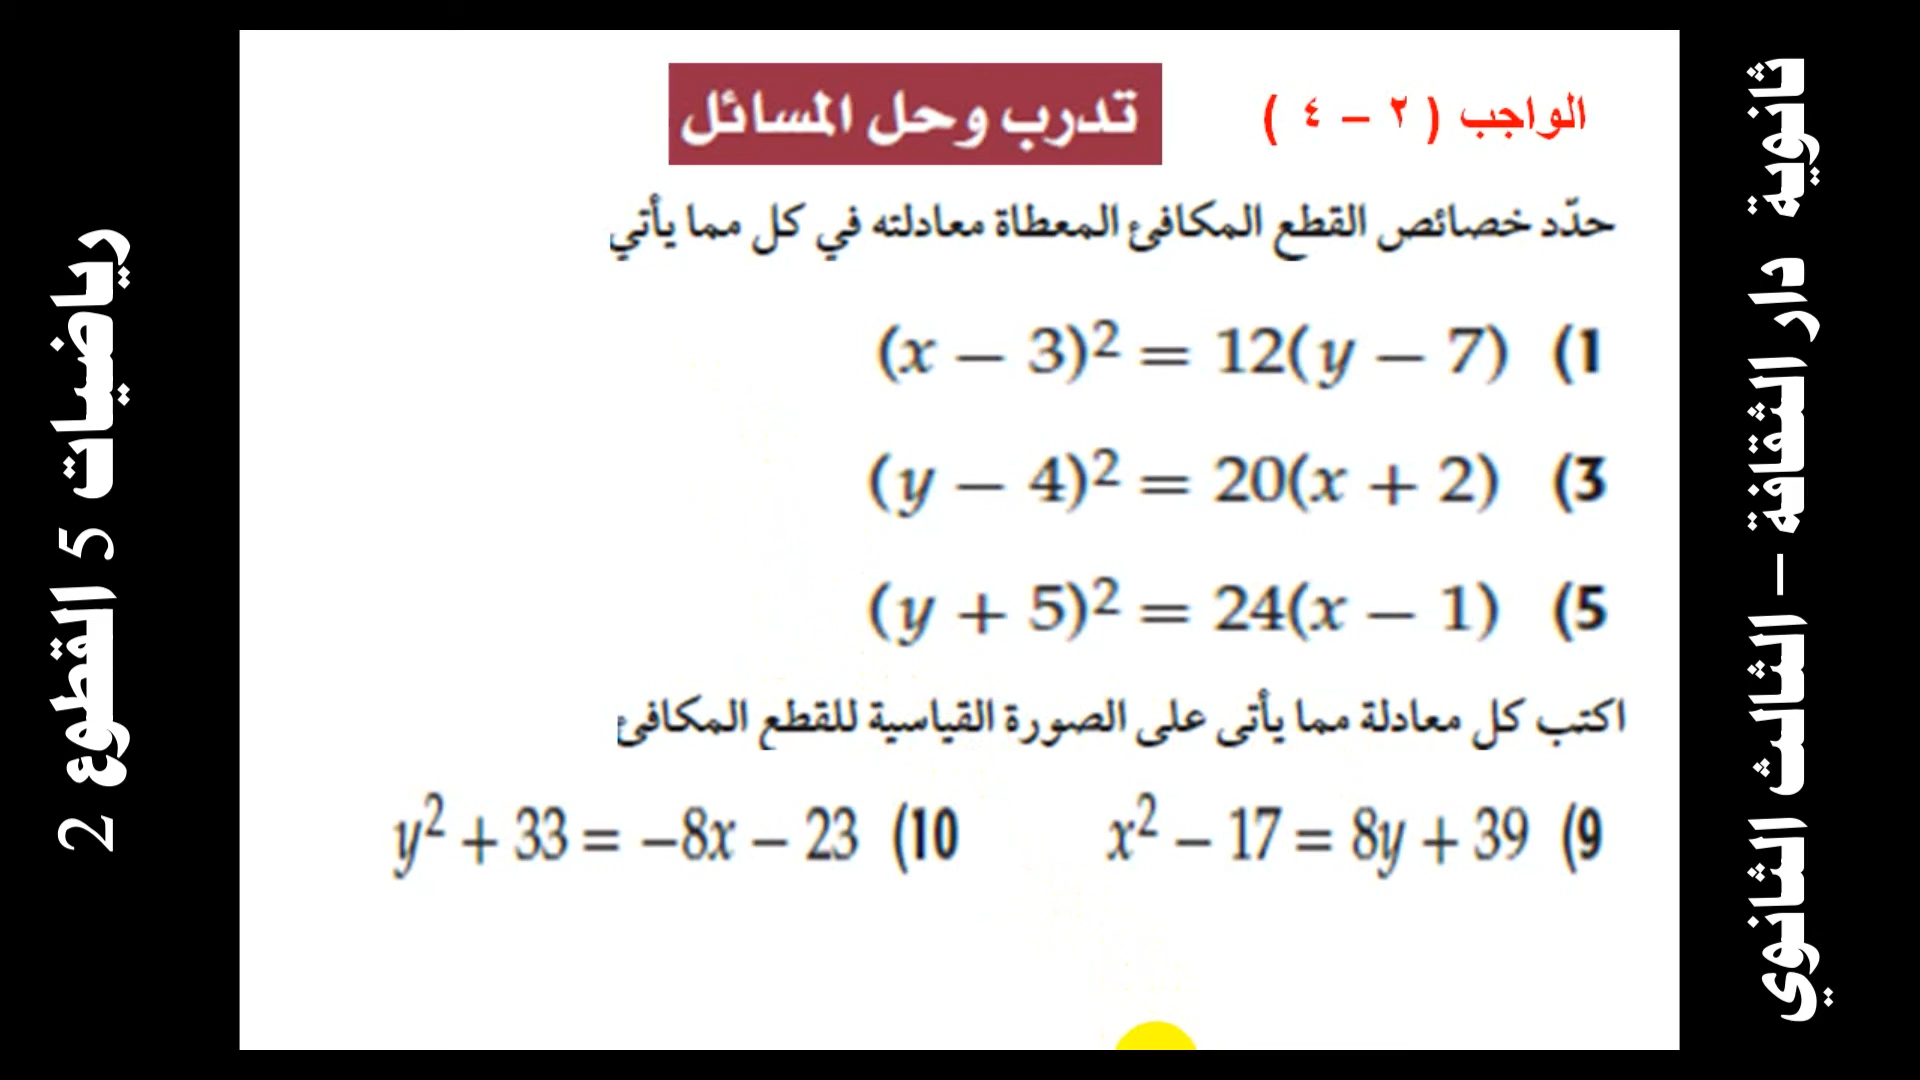 الواجب ( ٢ – ٤ )
تدرب وحل المسائل
حدّد خصائص القطع المكافئ المعطاة معادلته في كل مما يأتي
(x − 3)² = 12(y − 7) (1
(y − 4)² = 20(x + 2) (3
(y + 5)² = 24(x − 1) (5
اكتب كل معادلة مما يأتى على الصورة القياسية للقطع المكافئ
x² − 17 = 8y + 39 (9
y² + 33 = −8x − 23 (10
ثانوية دار الثقافة – الثالث الثانوي
رياضيات 5 القطوع 2